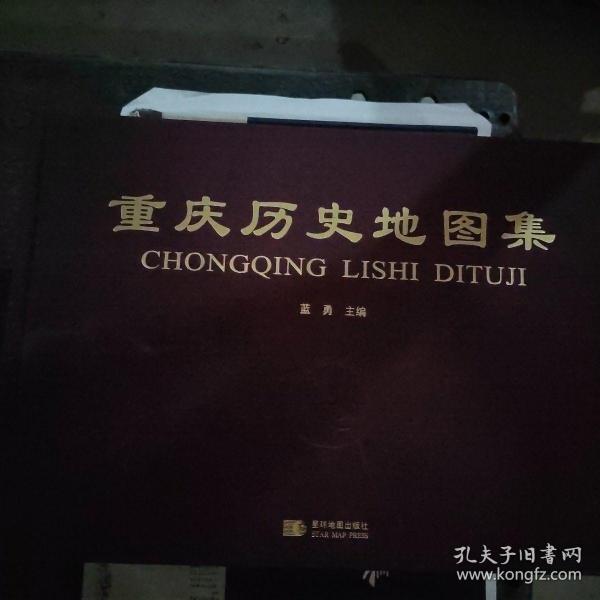 重庆历史地图集
CHONGQING LISHI DITUJI
蓝勇 主编
星球地图出版社
STAR MAP PRESS
孔夫子旧書网
www.kongfz.com